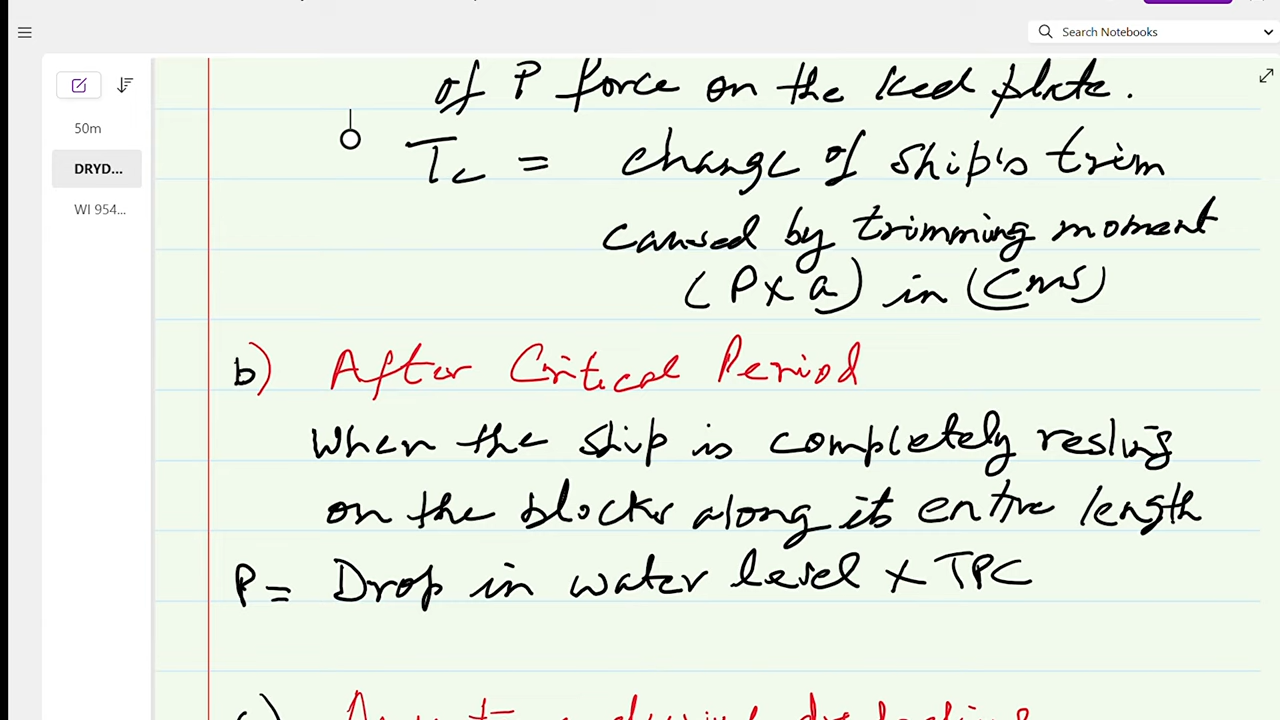 Search Notebooks
of P force on the keel plate.
50m
DRYD...
Tc = change of ship's trim
WI 954...
caused by trimming moment
(P x a) in (Cms)
b) After Critical Period
When the ship is completely resting
on the blocks along its entire length
P = Drop in water level x TPC
c)